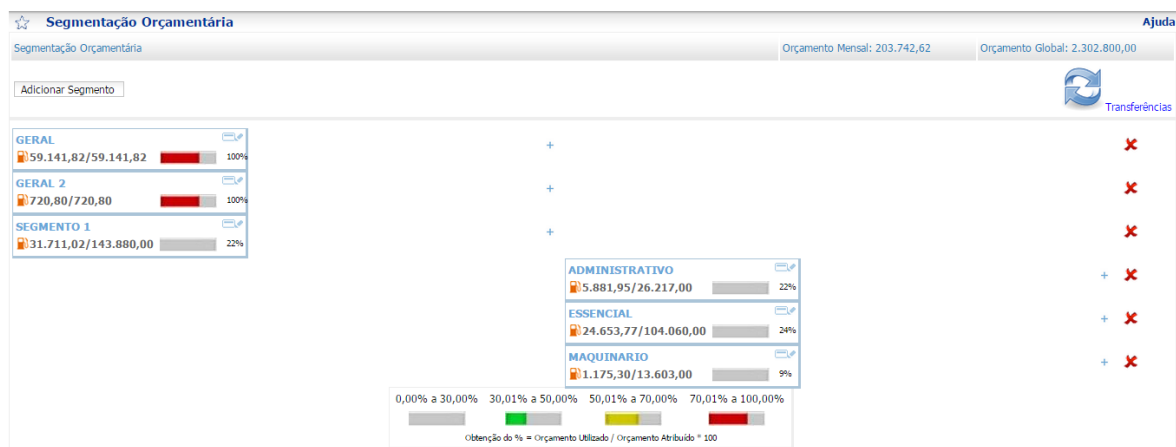 Segmentação Orçamentária
Ajuda
Segmentação Orçamentária
Orçamento Mensal: 203.742,62
Orçamento Global: 2.302.800,00
Adicionar Segmento
Transferências
GERAL
59.141,82/59.141,82 100%
+
GERAL 2
720,80/720,80 100%
+
SEGMENTO 1
31.711,02/143.880,00 22%
+
ADMINISTRATIVO
5.881,95/26.217,00 22%
+
ESSENCIAL
24.653,77/104.060,00 24%
+
MAQUINARIO
1.175,30/13.603,00 9%
+
0,00% a 30,00% 30,01% a 50,00% 50,01% a 70,00% 70,01% a 100,00%
Obtenção do % = Orçamento Utilizado / Orçamento Atribuído * 100